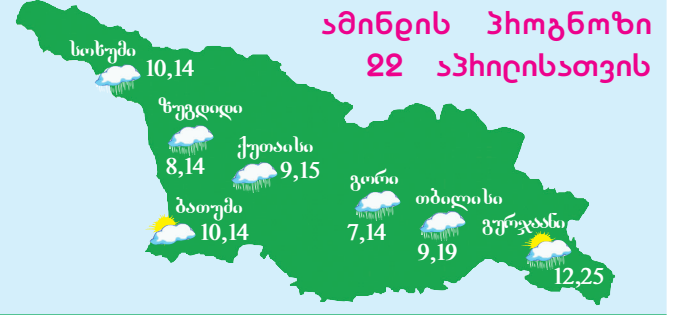 ამინდის პროგნოზი
22 აპრილისათვის
სოხუმი
10,14
ზუგდიდი
8,14
ქუთაისი
9,15
ბათუმი
10,14
გორი
7,14
თბილისი
9,19
გურჯაანი
12,25